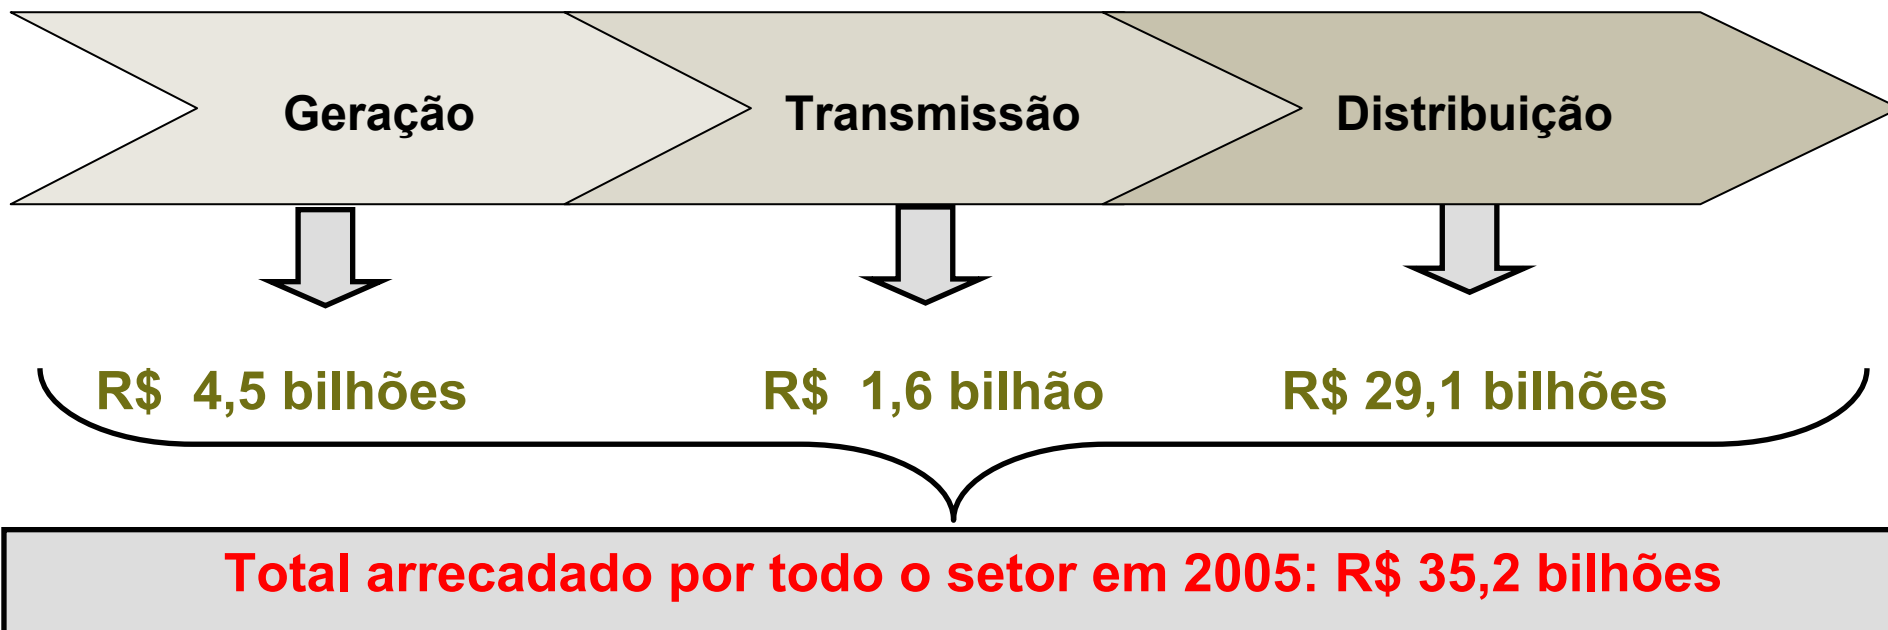 Geração
Transmissão
Distribuição
R$ 4,5 bilhões
R$ 1,6 bilhão
R$ 29,1 bilhões
Total arrecadado por todo o setor em 2005: R$ 35,2 bilhões